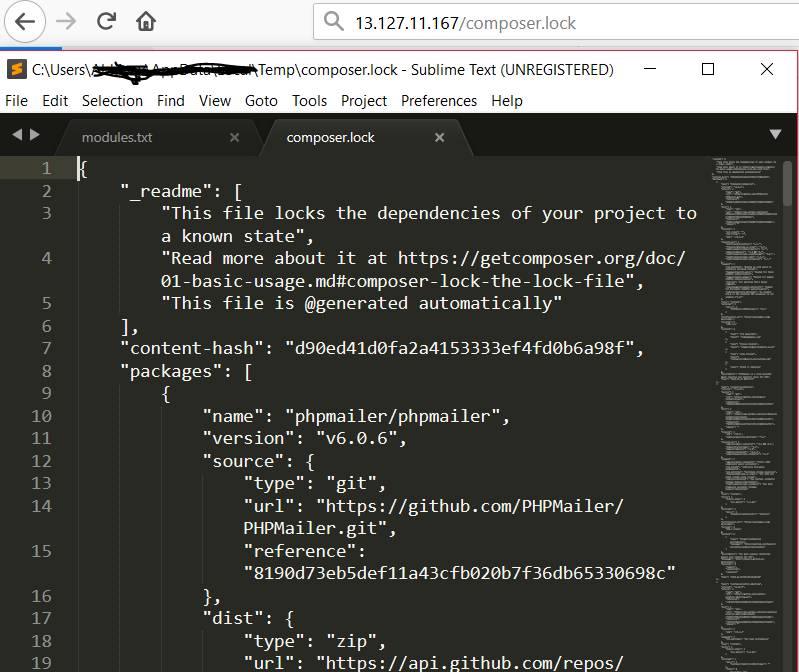 13.127.11.167/composer.lock
C:\Users\ \AppData\Local\Temp\composer.lock - Sublime Text (UNREGISTERED)
File Edit Selection Find View Goto Tools Project Preferences Help
modules.txt composer.lock
1 {
2 "_readme": [
3 "This file locks the dependencies of your project to
a known state",
4 "Read more about it at https://getcomposer.org/doc/
01-basic-usage.md#composer-lock-the-lock-file",
5 "This file is @generated automatically"
6 ],
7 "content-hash": "d90ed41d0fa2a4153333ef4fd0b6a98f",
8 "packages": [
9 {
10 "name": "phpmailer/phpmailer",
11 "version": "v6.0.6",
12 "source": {
13 "type": "git",
14 "url": "https://github.com/PHPMailer/
PHPMailer.git",
15 "reference":
"8190d73eb5def11a43cfb020b7f36db65330698c"
16 },
17 "dist": {
18 "type": "zip",
19 "url": "https://api.github.com/repos/